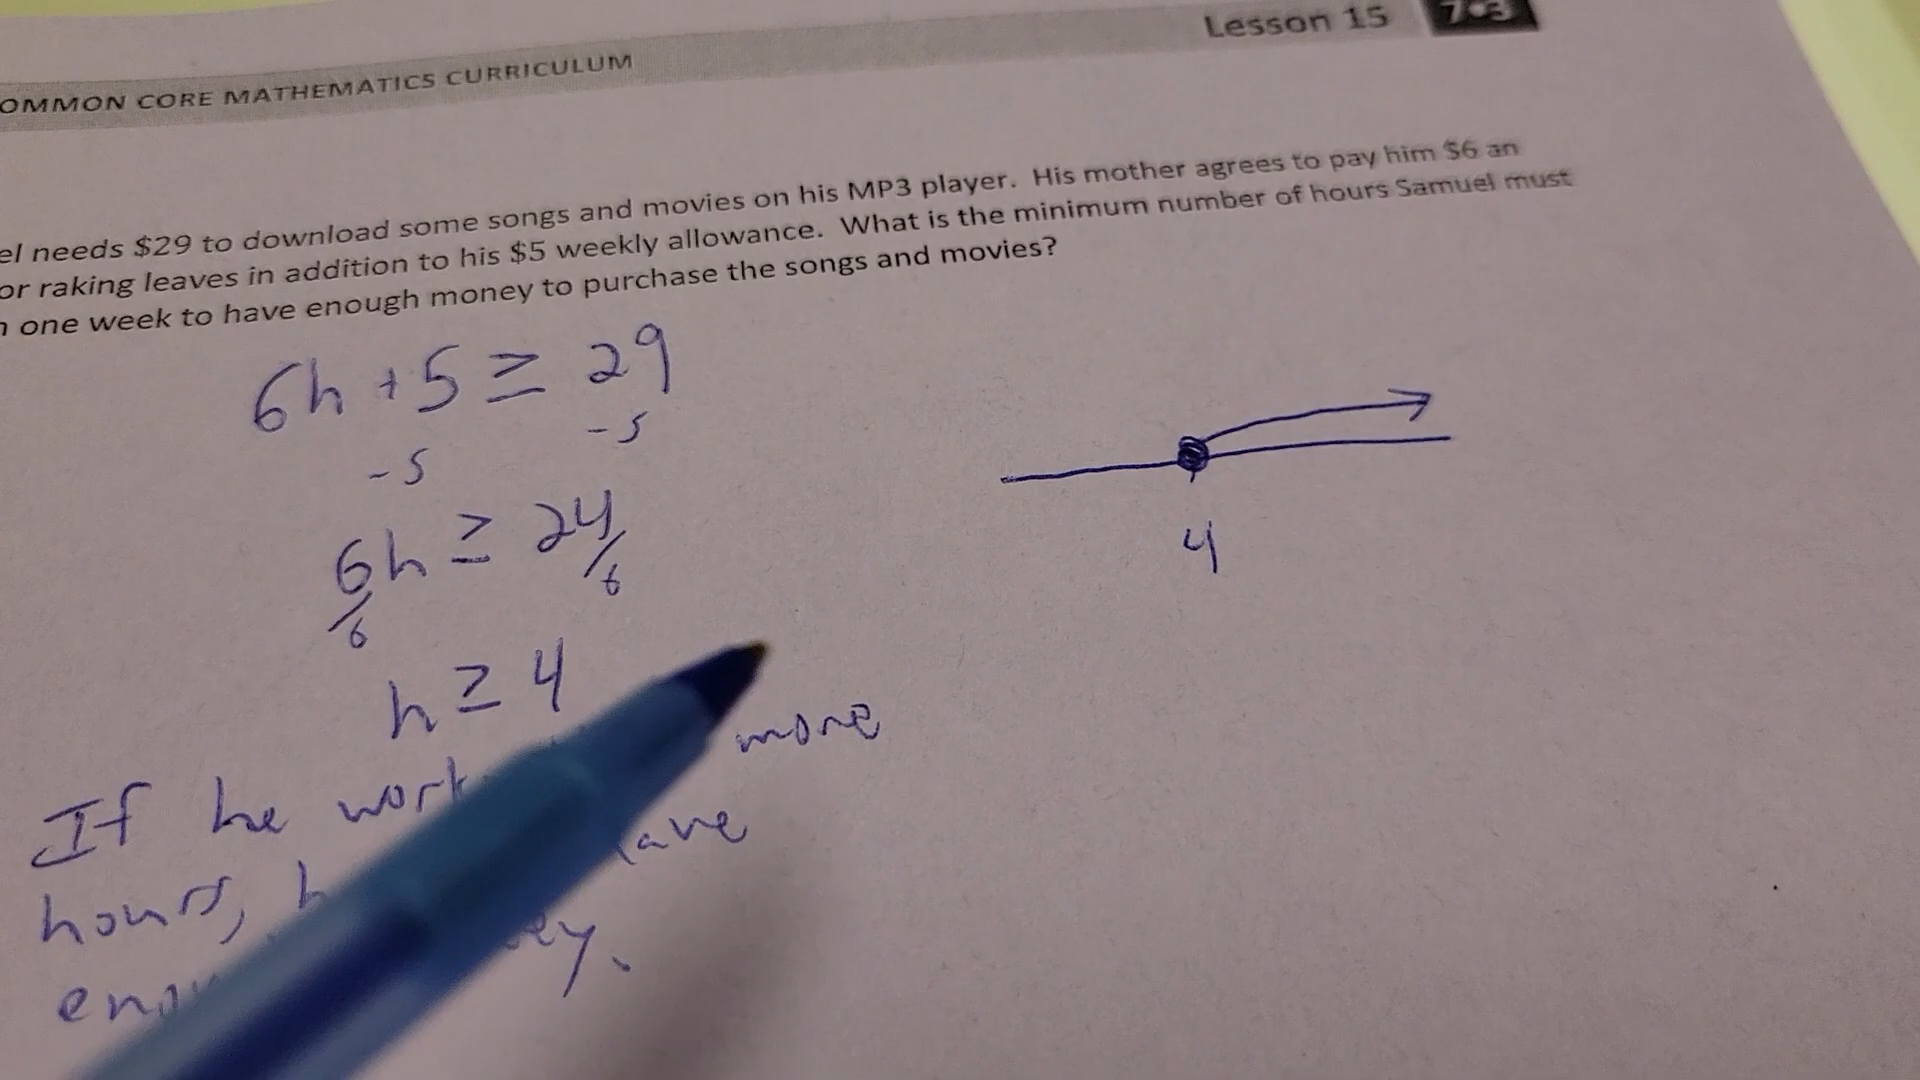 Lesson 15
OMMON CORE MATHEMATICS CURRICULUM
el needs $29 to download some songs and movies on his MP3 player. His mother agrees to pay him $6 an
or raking leaves in addition to his $5 weekly allowance. What is the minimum number of hours Samuel must
n one week to have enough money to purchase the songs and movies?
6h + 5 ≥ 29
-5 -5
6h ≥ 24
/6 /6
h ≥ 4
4
If he work more
hours, have